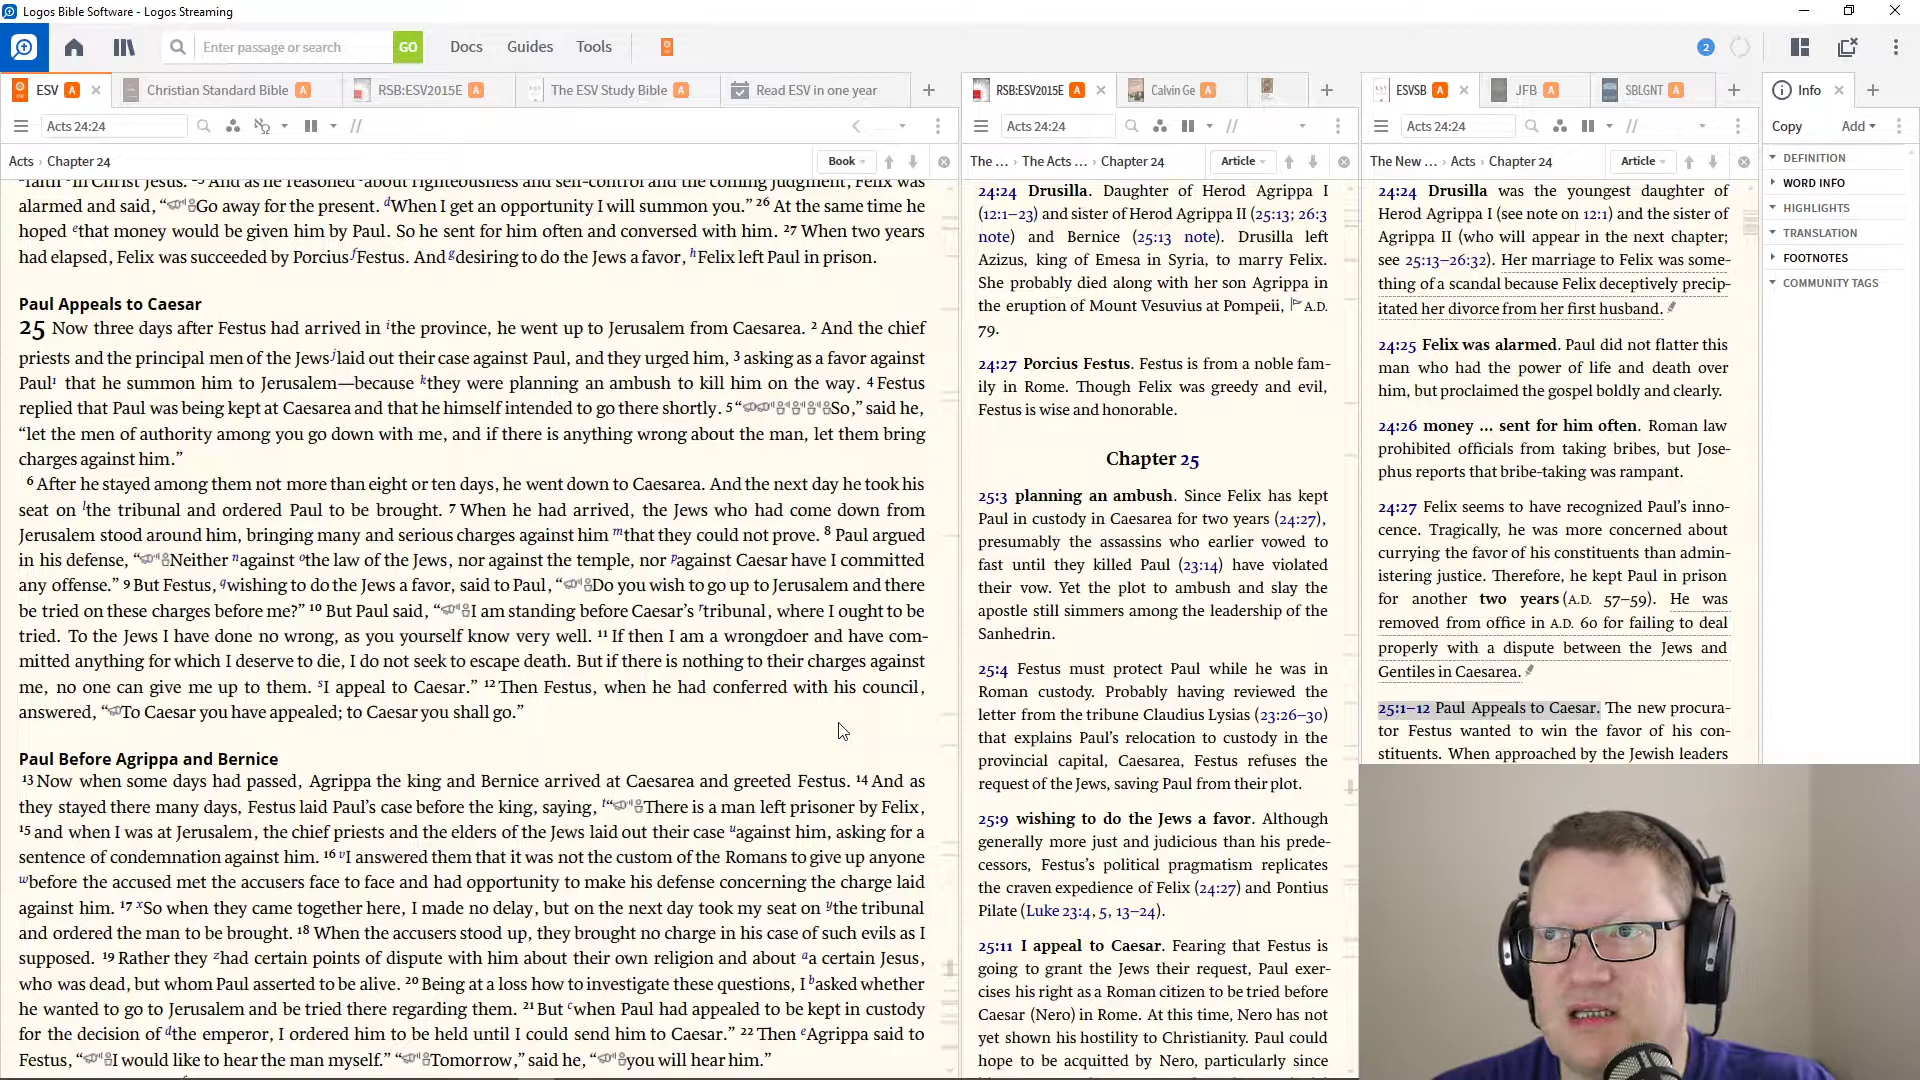 Logos Bible Software - Logos Streaming
Enter passage or search
GO
Docs
Guides
Tools
2
ESV A
Christian Standard Bible A
RSB:ESV2015E A
The ESV Study Bible A
Read ESV in one year
RSB:ESV2015E A
Calvin Ge A
ESVSB A
JFB A
SBLGNT A
Info
Acts 24:24
Acts 24:24
Acts 24:24
Copy
Add
Acts › Chapter 24
Book
The ... › The Acts ... › Chapter 24
Article
The New ... › Acts › Chapter 24
Article
faith in Christ Jesus. 25 And as he reasoned about righteousness and self-control and the coming judgment, Felix was
alarmed and said, “Go away for the present. dWhen I get an opportunity I will summon you.” 26 At the same time he
hoped ethat money would be given him by Paul. So he sent for him often and conversed with him. 27 When two years
had elapsed, Felix was succeeded by Porcius fFestus. And gdesiring to do the Jews a favor, hFelix left Paul in prison.
Paul Appeals to Caesar
25 Now three days after Festus had arrived in ithe province, he went up to Jerusalem from Caesarea. 2 And the chief
priests and the principal men of the Jews jlaid out their case against Paul, and they urged him, 3 asking as a favor against
Paul1 that he summon him to Jerusalem—because kthey were planning an ambush to kill him on the way. 4 Festus
replied that Paul was being kept at Caesarea and that he himself intended to go there shortly. 5 “So,” said he,
“let the men of authority among you go down with me, and if there is anything wrong about the man, let them bring
charges against him.”
6 After he stayed among them not more than eight or ten days, he went down to Caesarea. And the next day he took his
seat on lthe tribunal and ordered Paul to be brought. 7 When he had arrived, the Jews who had come down from
Jerusalem stood around him, bringing many and serious charges against him mthat they could not prove. 8 Paul argued
in his defense, “Neither nagainst othe law of the Jews, nor against the temple, nor pagainst Caesar have I committed
any offense.” 9 But Festus, qwishing to do the Jews a favor, said to Paul, “Do you wish to go up to Jerusalem and there
be tried on these charges before me?” 10 But Paul said, “I am standing before Caesar’s rtribunal, where I ought to be
tried. To the Jews I have done no wrong, as you yourself know very well. 11 If then I am a wrongdoer and have com-
mitted anything for which I deserve to die, I do not seek to escape death. But if there is nothing to their charges against
me, no one can give me up to them. sI appeal to Caesar.” 12 Then Festus, when he had conferred with his council,
answered, “To Caesar you have appealed; to Caesar you shall go.”
Paul Before Agrippa and Bernice
13 Now when some days had passed, Agrippa the king and Bernice arrived at Caesarea and greeted Festus. 14 And as
they stayed there many days, Festus laid Paul’s case before the king, saying, t“There is a man left prisoner by Felix,
15 and when I was at Jerusalem, the chief priests and the elders of the Jews laid out their case uagainst him, asking for a
sentence of condemnation against him. 16 vI answered them that it was not the custom of the Romans to give up anyone
wbefore the accused met the accusers face to face and had opportunity to make his defense concerning the charge laid
against him. 17 xSo when they came together here, I made no delay, but on the next day took my seat on ythe tribunal
and ordered the man to be brought. 18 When the accusers stood up, they brought no charge in his case of such evils as I
supposed. 19 Rather they zhad certain points of dispute with him about their own religion and about aa certain Jesus,
who was dead, but whom Paul asserted to be alive. 20 Being at a loss how to investigate these questions, I basked whether
he wanted to go to Jerusalem and be tried there regarding them. 21 But cwhen Paul had appealed to be kept in custody
for the decision of dthe emperor, I ordered him to be held until I could send him to Caesar.” 22 Then eAgrippa said to
Festus, “I would like to hear the man myself.” “Tomorrow,” said he, “you will hear him.”
24:24 Drusilla. Daughter of Herod Agrippa I
(12:1–23) and sister of Herod Agrippa II (25:13; 26:3
note) and Bernice (25:13 note). Drusilla left
Azizus, king of Emesa in Syria, to marry Felix.
She probably died along with her son Agrippa in
the eruption of Mount Vesuvius at Pompeii, A.D.
79.
24:27 Porcius Festus. Festus is from a noble fam-
ily in Rome. Though Felix was greedy and evil,
Festus is wise and honorable.
Chapter 25
25:3 planning an ambush. Since Felix has kept
Paul in custody in Caesarea for two years (24:27),
presumably the assassins who earlier vowed to
fast until they killed Paul (23:14) have violated
their vow. Yet the plot to ambush and slay the
apostle still simmers among the leadership of the
Sanhedrin.
25:4 Festus must protect Paul while he was in
Roman custody. Probably having reviewed the
letter from the tribune Claudius Lysias (23:26–30)
that explains Paul’s relocation to custody in the
provincial capital, Caesarea, Festus refuses the
request of the Jews, saving Paul from their plot.
25:9 wishing to do the Jews a favor. Although
generally more just and judicious than his prede-
cessors, Festus’s political pragmatism replicates
the craven expedience of Felix (24:27) and Pontius
Pilate (Luke 23:4, 5, 13–24).
25:11 I appeal to Caesar. Fearing that Festus is
going to grant the Jews their request, Paul exer-
cises his right as a Roman citizen to be tried before
Caesar (Nero) in Rome. At this time, Nero has not
yet shown his hostility to Christianity. Paul could
hope to be acquitted by Nero, particularly since
24:24 Drusilla was the youngest daughter of
Herod Agrippa I (see note on 12:1) and the sister of
Agrippa II (who will appear in the next chapter;
see 25:13–26:32). Her marriage to Felix was some-
thing of a scandal because Felix deceptively precip-
itated her divorce from her first husband.
24:25 Felix was alarmed. Paul did not flatter this
man who had the power of life and death over
him, but proclaimed the gospel boldly and clearly.
24:26 money ... sent for him often. Roman law
prohibited officials from taking bribes, but Jose-
phus reports that bribe-taking was rampant.
24:27 Felix seems to have recognized Paul’s inno-
cence. Tragically, he was more concerned about
currying the favor of his constituents than admin-
istering justice. Therefore, he kept Paul in prison
for another two years (A.D. 57–59). He was
removed from office in A.D. 60 for failing to deal
properly with a dispute between the Jews and
Gentiles in Caesarea.
25:1–12 Paul Appeals to Caesar. The new procura-
tor Festus wanted to win the favor of his con-
stituents. When approached by the Jewish leaders
DEFINITION
WORD INFO
HIGHLIGHTS
TRANSLATION
FOOTNOTES
COMMUNITY TAGS